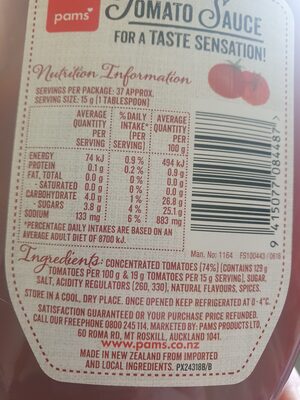 pams
TOMATO SAUCE
FOR A TASTE SENSATION!
Nutrition Information
SERVINGS PER PACKAGE: 37 APPROX.
SERVING SIZE: 15 g (1 TABLESPOON)
AVERAGE QUANTITY PER SERVING % DAILY INTAKE* PER SERVING AVERAGE QUANTITY PER 100 g
ENERGY 74 kJ 0.9 % 494 kJ
PROTEIN 0.1 g 0.2 % 0.9 g
FAT, TOTAL 0.0 g 0 % 0.0 g
- SATURATED 0.0 g 0 % 0.0 g
CARBOHYDRATE 4.0 g 1 % 26.8 g
- SUGARS 3.8 g 4 % 25.1 g
SODIUM 133 mg 6 % 883 mg
*PERCENTAGE DAILY INTAKES ARE BASED ON AN
AVERAGE ADULT DIET OF 8700 kJ.
9 415077 084487
Man. No: 1164 FS100443 /0618
Ingredients: CONCENTRATED TOMATOES (74%) (CONTAINS 129 g
TOMATOES PER 100 g & 19 g TOMATOES PER 15 g SERVING), SUGAR,
SALT, ACIDITY REGULATORS (260, 330), NATURAL FLAVOURS, SPICES.
STORE IN A COOL, DRY PLACE. ONCE OPENED KEEP REFRIGERATED AT 0-4°C.
SATISFACTION GUARANTEED OR YOUR PURCHASE PRICE REFUNDED.
CALL OUR FREEPHONE 0800 245 114. MARKETED BY: PAMS PRODUCTS LTD,
60 ROMA RD, MT ROSKILL, AUCKLAND 1041.
www.pams.co.nz
MADE IN NEW ZEALAND FROM IMPORTED
AND LOCAL INGREDIENTS. PX24318B/B